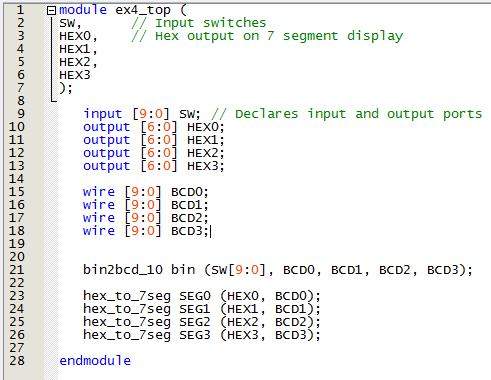 1 module ex4_top (
2 SW, // Input switches
3 HEX0, // Hex output on 7 segment display
4 HEX1,
5 HEX2,
6 HEX3
7 );
8
9 input [9:0] SW; // Declares input and output ports
10 output [6:0] HEX0;
11 output [6:0] HEX1;
12 output [6:0] HEX2;
13 output [6:0] HEX3;
14
15 wire [9:0] BCD0;
16 wire [9:0] BCD1;
17 wire [9:0] BCD2;
18 wire [9:0] BCD3;
19
20
21 bin2bcd_10 bin (SW[9:0], BCD0, BCD1, BCD2, BCD3);
22
23 hex_to_7seg SEG0 (HEX0, BCD0);
24 hex_to_7seg SEG1 (HEX1, BCD1);
25 hex_to_7seg SEG2 (HEX2, BCD2);
26 hex_to_7seg SEG3 (HEX3, BCD3);
27
28 endmodule